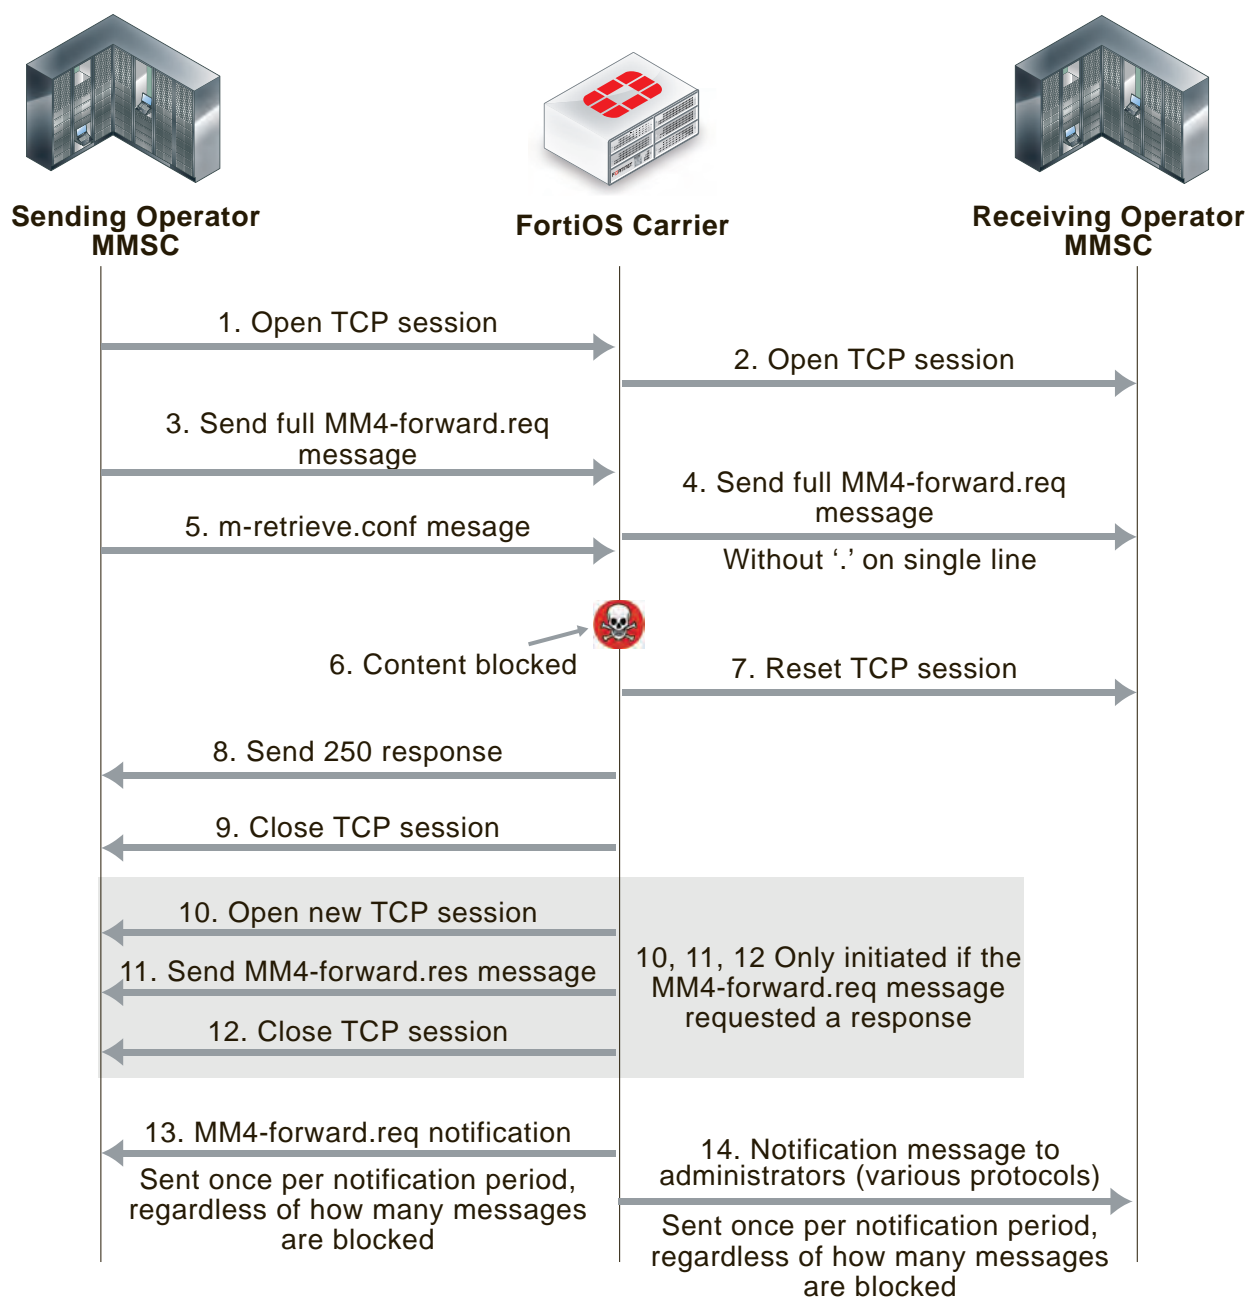 Sending Operator
MMSC
FortiOS Carrier
Receiving Operator
MMSC
1. Open TCP session
2. Open TCP session
3. Send full MM4-forward.req
message
4. Send full MM4-forward.req
message
Without ‘.’ on single line
5. m-retrieve.conf mesage
6. Content blocked
7. Reset TCP session
8. Send 250 response
9. Close TCP session
10. Open new TCP session
11. Send MM4-forward.res message
12. Close TCP session
10, 11, 12 Only initiated if the
MM4-forward.req message
requested a response
13. MM4-forward.req notification
Sent once per notification period,
regardless of how many messages
are blocked
14. Notification message to
administrators (various protocols)
Sent once per notification period,
regardless of how many messages
are blocked